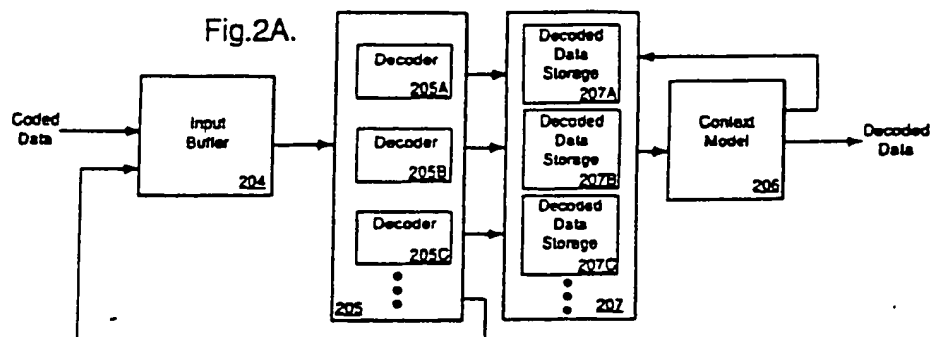 Fig.2A.
Coded
Data
Input
Buffer
204
Decoder
205A
Decoder
205B
Decoder
205C
205
Decoded
Data
Storage
207A
Decoded
Data
Storage
207B
Decoded
Data
Storage
207C
207
Context
Model
206
Decoded
Data